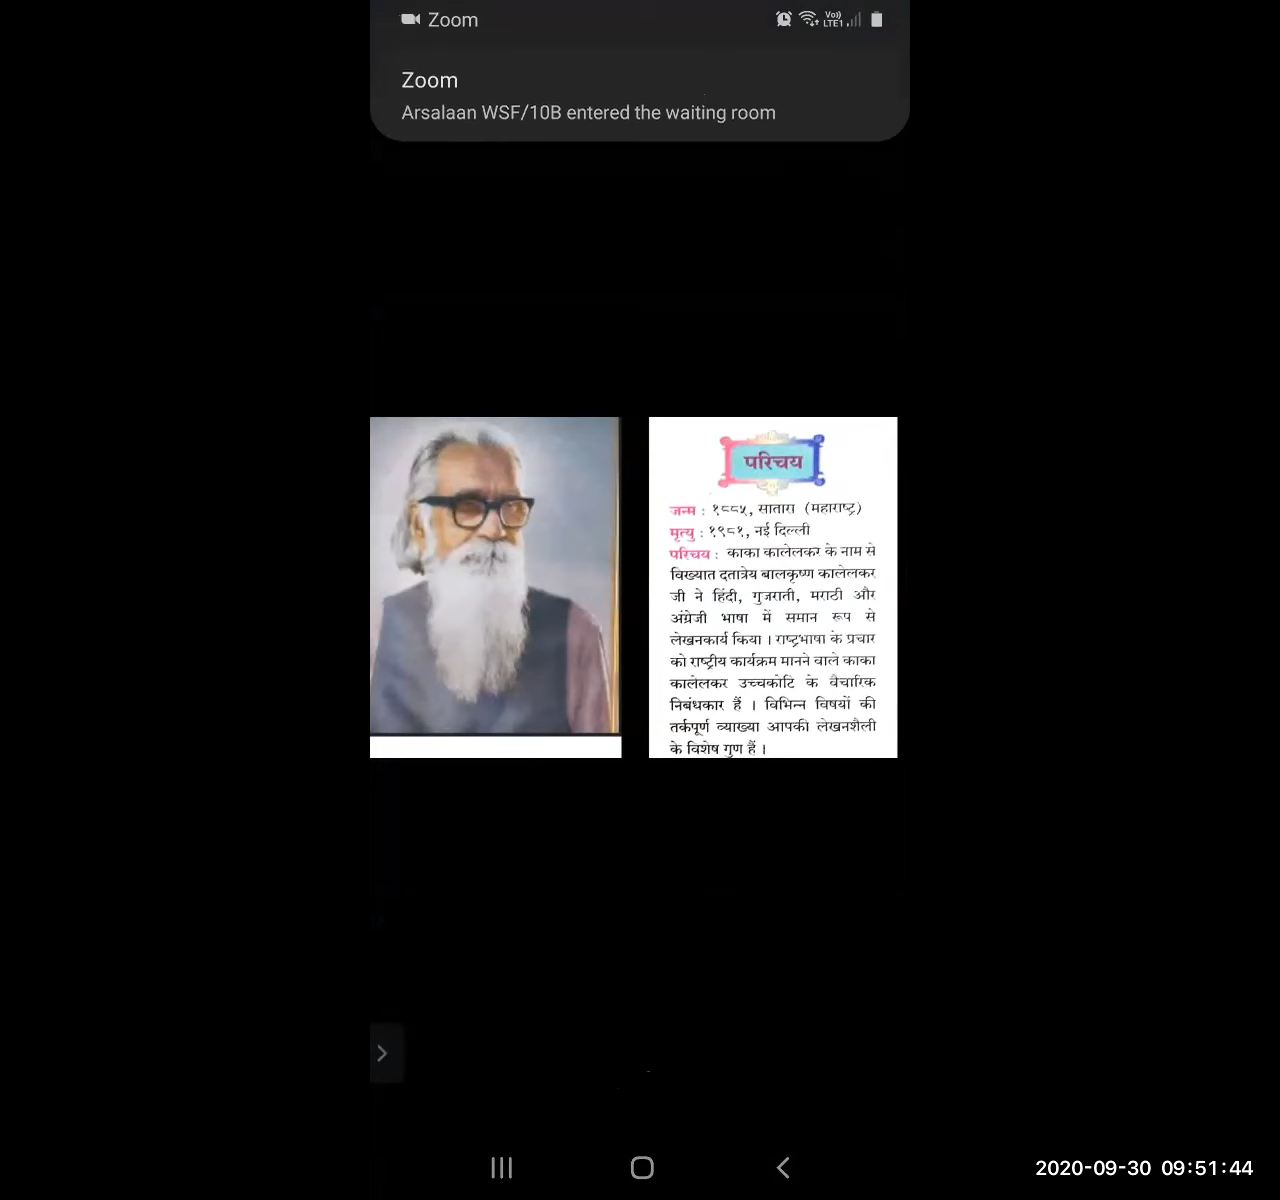 Zoom
Vo)) LTE1
Zoom
Arsalaan WSF/10B entered the waiting room
परिचय
जन्म : १८८५, सातारा (महाराष्ट्र)
मृत्यु : १९८१, नई दिल्ली
परिचय : काका कालेलकर के नाम से
विख्यात दत्तात्रेय बालकृष्ण कालेलकर
जी ने हिंदी, गुजराती, मराठी और
अंग्रेजी भाषा में समान रूप से
लेखनकार्य किया । राष्ट्रभाषा के प्रचार
को राष्ट्रीय कार्यक्रम मानने वाले काका
कालेलकर उच्चकोटि के वैचारिक
निबंधकार हैं । विभिन्न विषयों की
तर्कपूर्ण व्याख्या आपकी लेखनशैली
के विशेष गुण हैं ।
2020-09-30 09:51:44